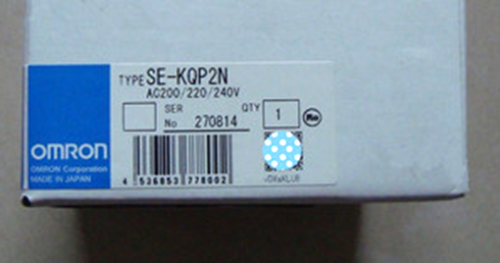 TYPE SE-KQP2N
AC200/220/240V
SER No 270814 QTY 1
OMRON
OMRON Corporation
MADE IN JAPAN
4 536853 778002